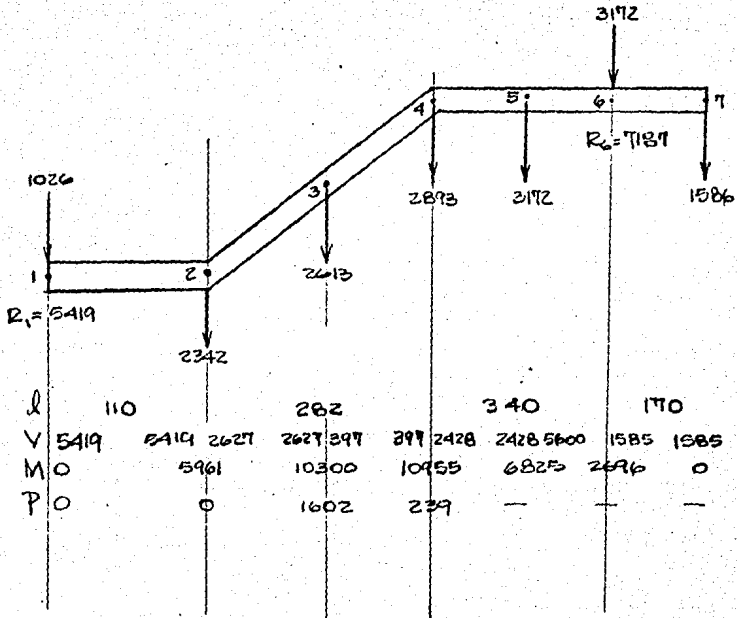 3172
4 5 6 7
R₆=7187
1026
3
2893 3172 1586
1 2
2613
R₁=5419
2342
l 110 282 340 170
V 5419 5419 2627 2627 397 397 2428 2428 5600 1585 1585
M 0 5961 10300 10955 6825 2696 0
P 0 0 1602 239 — — —